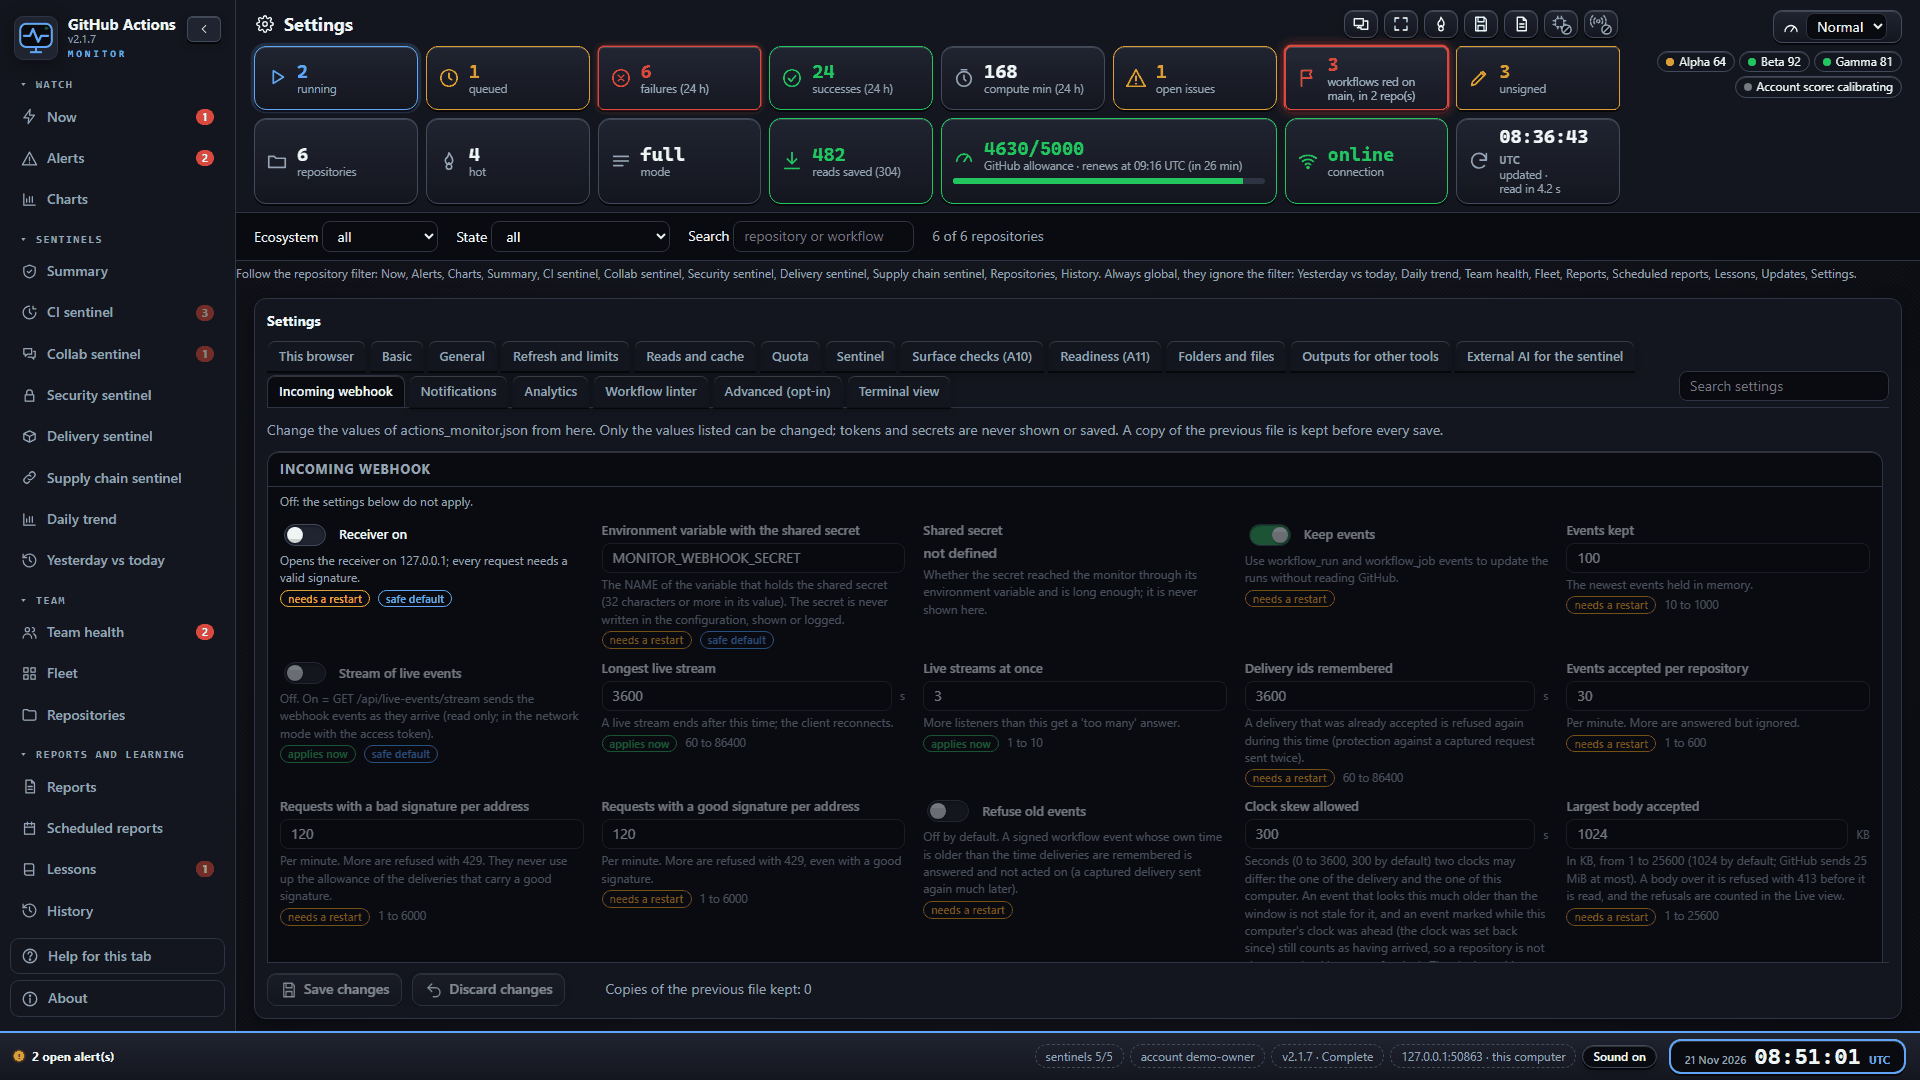 GitHub Actions
v2.1.7
MONITOR
WATCH
Now 1
Alerts 2
Charts
SENTINELS
Summary
CI sentinel 3
Collab sentinel 1
Security sentinel
Delivery sentinel
Supply chain sentinel
Daily trend
Yesterday vs today
TEAM
Team health 2
Fleet
Repositories
REPORTS AND LEARNING
Reports
Scheduled reports
Lessons 1
History
Help for this tab
About
Settings
Normal
Alpha 64
Beta 92
Gamma 81
Account score: calibrating
2
running
1
queued
6
failures (24 h)
24
successes (24 h)
168
compute min (24 h)
1
open issues
3
workflows red on
main, in 2 repo(s)
3
unsigned
6
repositories
4
hot
full
mode
482
reads saved (304)
4630/5000
GitHub allowance · renews at 09:16 UTC (in 26 min)
online
connection
08:36:43
UTC
updated ·
read in 4.2 s
Ecosystem all State all Search repository or workflow 6 of 6 repositories
Follow the repository filter: Now, Alerts, Charts, Summary, CI sentinel, Collab sentinel, Security sentinel, Delivery sentinel, Supply chain sentinel, Repositories, History. Always global, they ignore the filter: Yesterday vs today, Daily trend, Team health, Fleet, Reports, Scheduled reports, Lessons, Updates, Settings.
Settings
This browser Basic General Refresh and limits Reads and cache Quota Sentinel Surface checks (A10) Readiness (A11) Folders and files Outputs for other tools External AI for the sentinel
Incoming webhook Notifications Analytics Workflow linter Advanced (opt-in) Terminal view
Search settings
Change the values of actions_monitor.json from here. Only the values listed can be changed; tokens and secrets are never shown or saved. A copy of the previous file is kept before every save.
INCOMING WEBHOOK
Off: the settings below do not apply.
Receiver on
Opens the receiver on 127.0.0.1; every request needs a
valid signature.
needs a restart safe default
Environment variable with the shared secret
MONITOR_WEBHOOK_SECRET
The NAME of the variable that holds the shared secret
(32 characters or more in its value). The secret is never
written in the configuration, shown or logged.
needs a restart safe default
Shared secret
not defined
Whether the secret reached the monitor through its
environment variable and is long enough; it is never
shown here.
Keep events
Use workflow_run and workflow_job events to update the
runs without reading GitHub.
needs a restart
Events kept
100
The newest events held in memory.
needs a restart 10 to 1000
Stream of live events
Off. On = GET /api/live-events/stream sends the
webhook events as they arrive (read only; in the network
mode with the access token).
applies now safe default
Longest live stream
3600 s
A live stream ends after this time; the client reconnects.
applies now 60 to 86400
Live streams at once
3
More listeners than this get a 'too many' answer.
applies now 1 to 10
Delivery ids remembered
3600 s
A delivery that was already accepted is refused again
during this time (protection against a captured request
sent twice).
needs a restart 60 to 86400
Events accepted per repository
30
Per minute. More are answered but ignored.
needs a restart 1 to 600
Requests with a bad signature per address
120
Per minute. More are refused with 429. They never use
up the allowance of the deliveries that carry a good
signature.
needs a restart 1 to 6000
Requests with a good signature per address
120
Per minute. More are refused with 429, even with a good
signature.
needs a restart 1 to 6000
Refuse old events
Off by default. A signed workflow event whose own time
is older than the time deliveries are remembered is
answered and not acted on (a captured delivery sent
again much later).
needs a restart
Clock skew allowed
300 s
Seconds (0 to 3600, 300 by default) two clocks may
differ: the one of the delivery and the one of this
computer. An event that looks this much older than the
window is not stale for it, and an event marked while this
computer's clock was ahead (the clock was set back
since) still counts as having arrived, so a repository is not
Largest body accepted
1024 KB
In KB, from 1 to 25600 (1024 by default; GitHub sends 25
MiB at most). A body over it is refused with 413 before it
is read, and the refusals are counted in the Live view.
needs a restart 1 to 25600
Save changes Discard changes Copies of the previous file kept: 0
2 open alert(s)
sentinels 5/5 account demo-owner v2.1.7 · Complete 127.0.0.1:50863 · this computer Sound on 21 Nov 2026 08:51:01 UTC